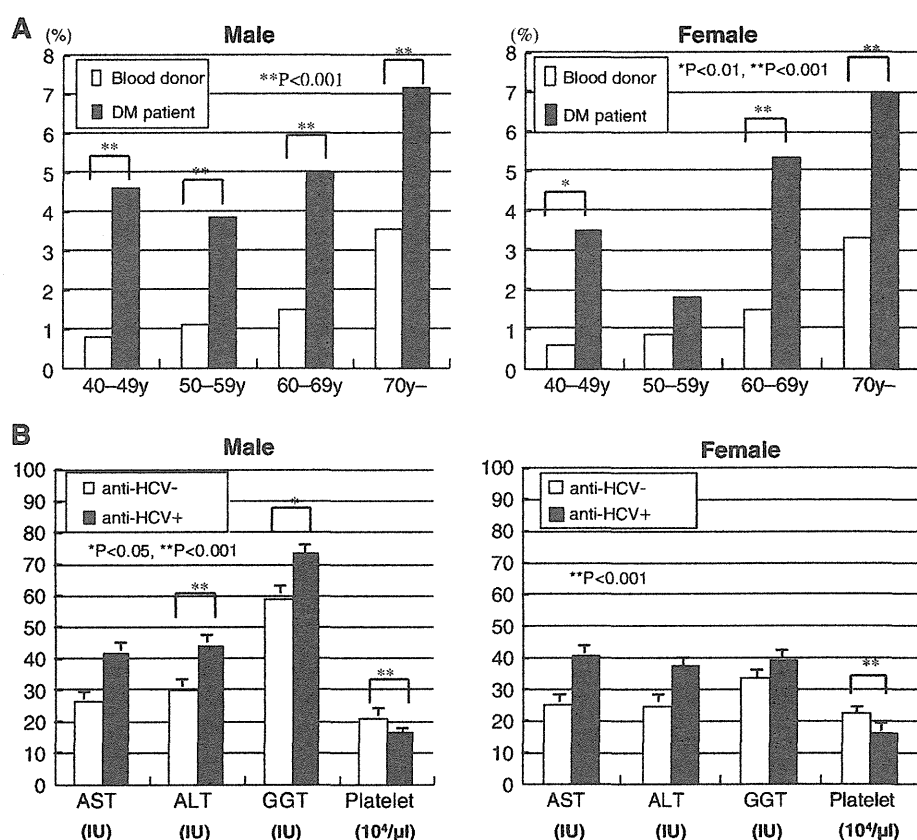 A
(%)
Male
8
7
6
5
4
3
2
1
0
Blood donor
DM patient
**P<0.001
**
**
**
**
40–49y 50–59y 60–69y 70y–
(%)
Female
8
7
6
5
4
3
2
1
0
Blood donor
DM patient
*P<0.01, **P<0.001
*
**
**
40–49y 50–59y 60–69y 70y–
B
Male
100
90
80
70
60
50
40
30
20
10
0
anti-HCV-
anti-HCV+
*P<0.05, **P<0.001
**
*
**
AST ALT GGT Platelet
(IU) (IU) (IU) (10⁴/µl)
Female
100
90
80
70
60
50
40
30
20
10
0
anti-HCV-
anti-HCV+
**P<0.001
**
AST ALT GGT Platelet
(IU) (IU) (IU) (10⁴/µl)